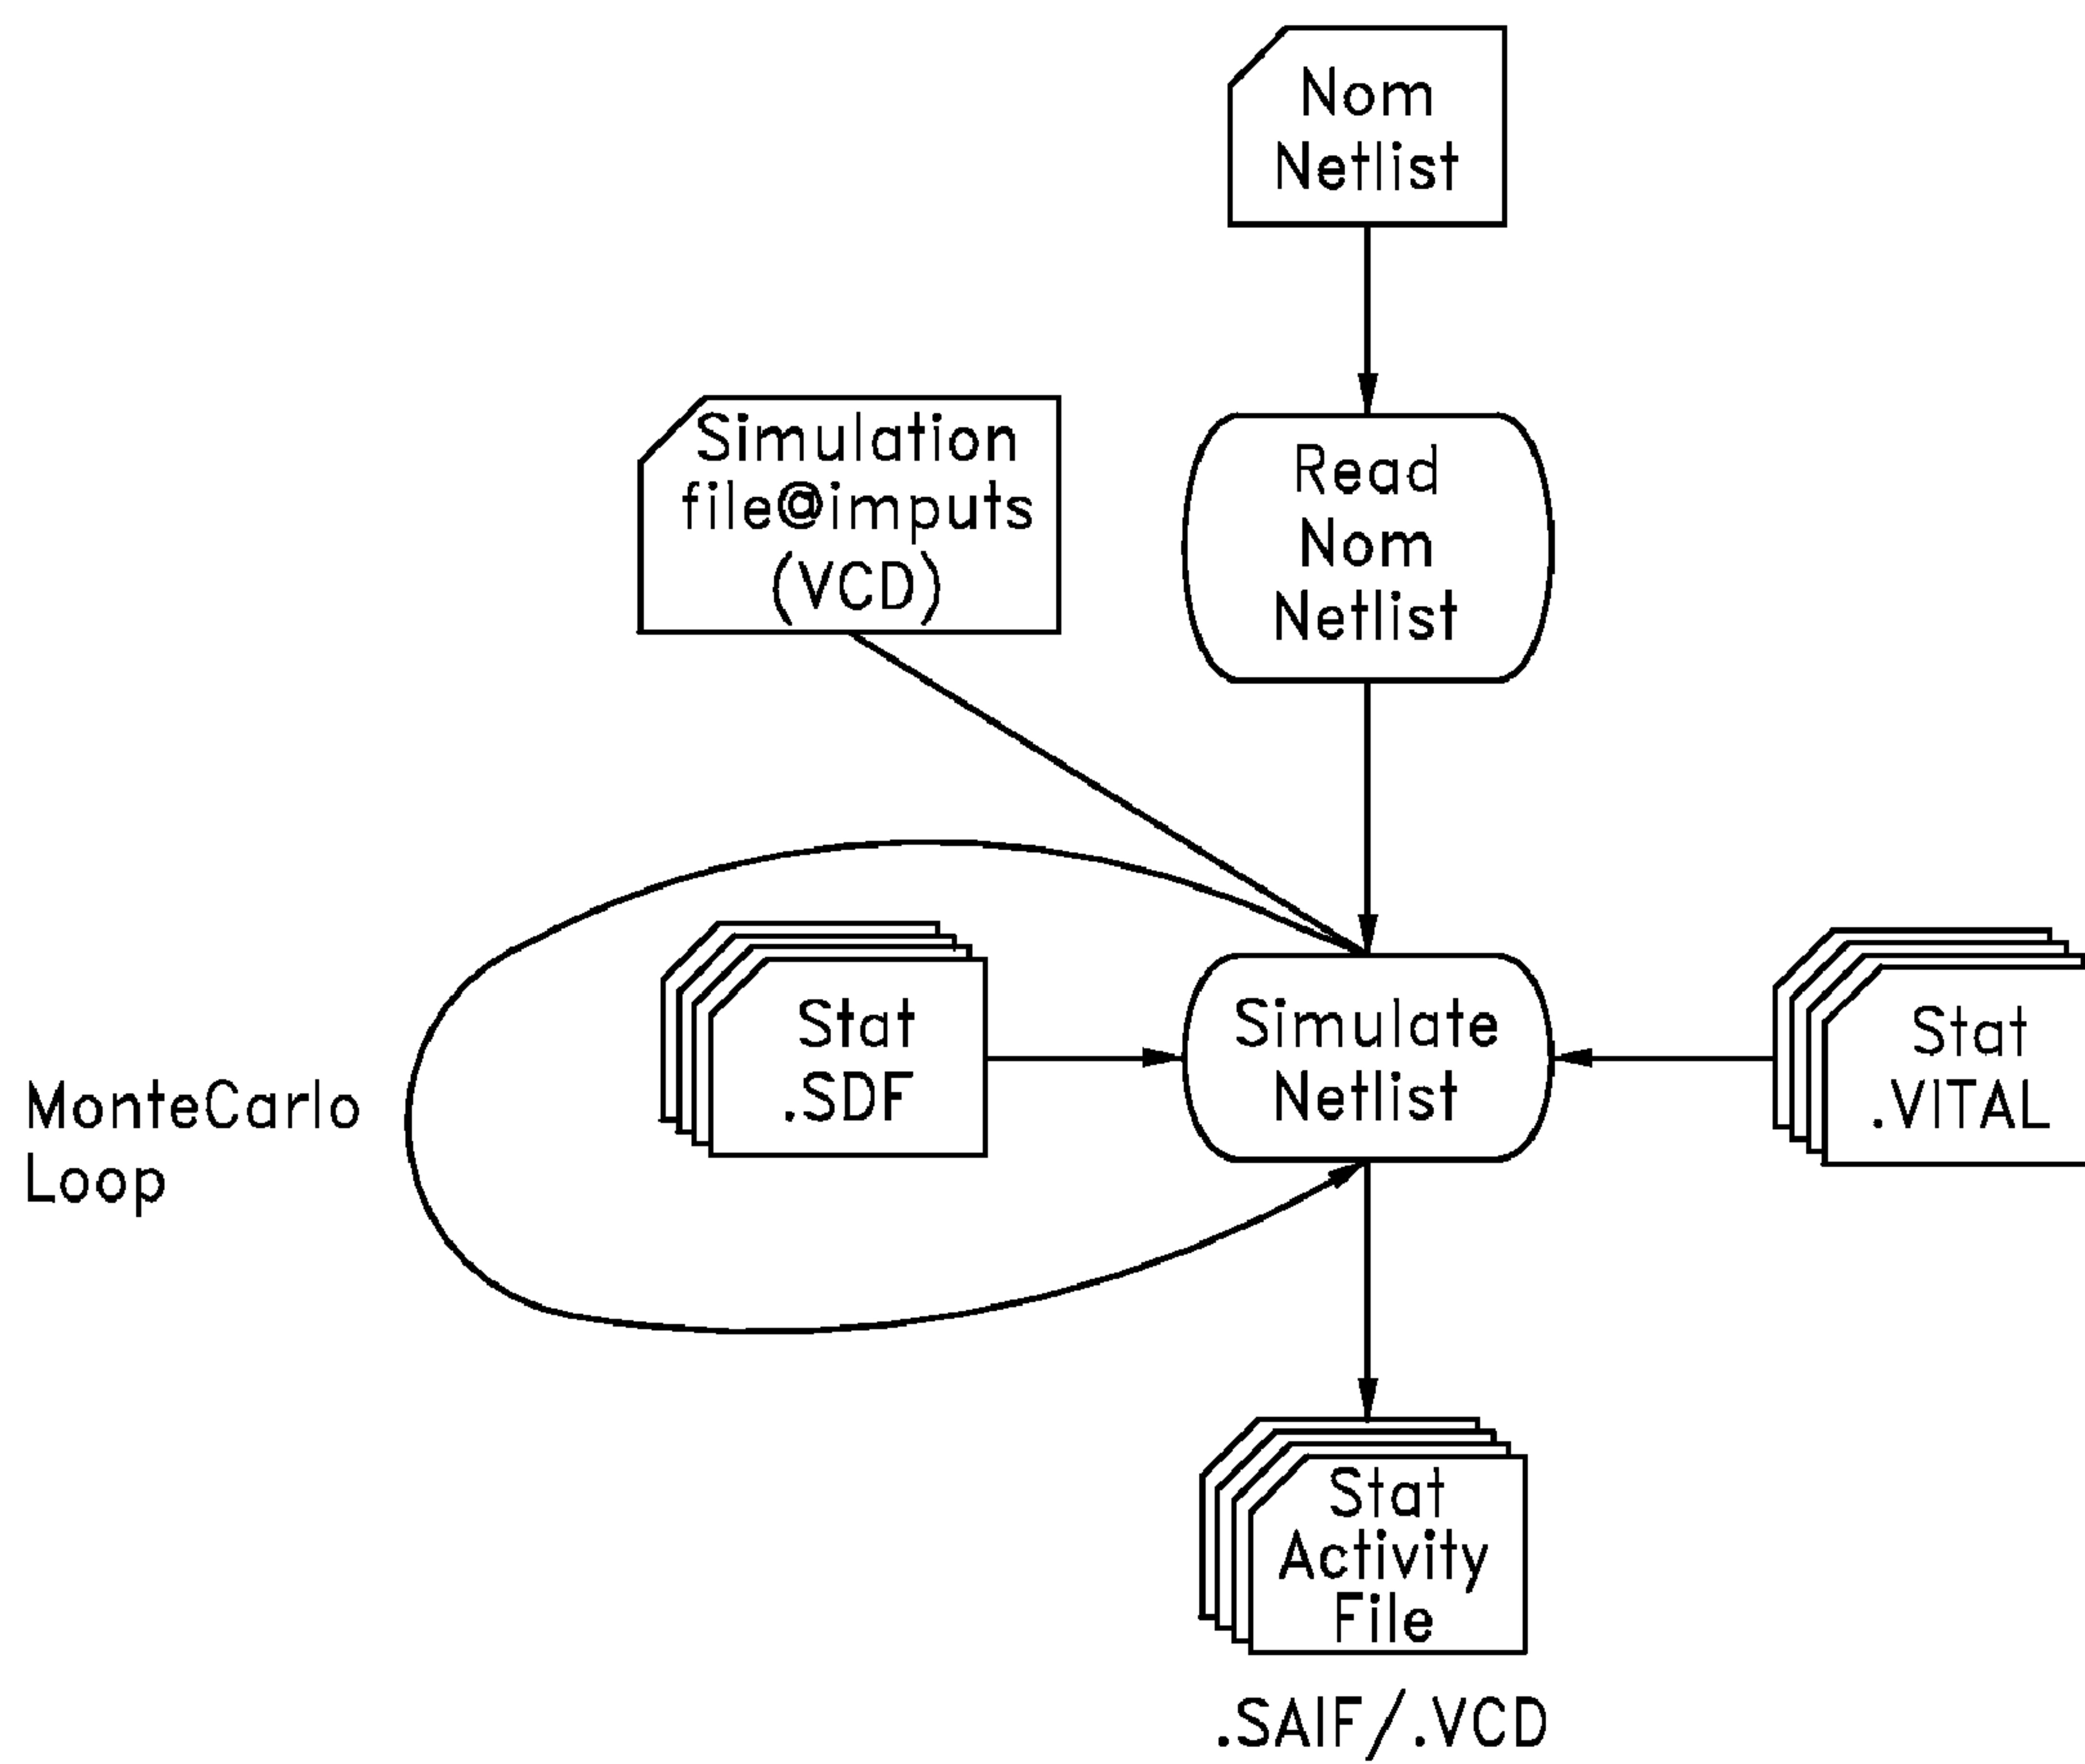 Nom
Netlist
Simulation
file@imputs
(VCD)
Read
Nom
Netlist
MonteCarlo
Loop
Stat
.SDF
Simulate
Netlist
Stat
.VITAL
Stat
Activity
File
.SAIF/.VCD